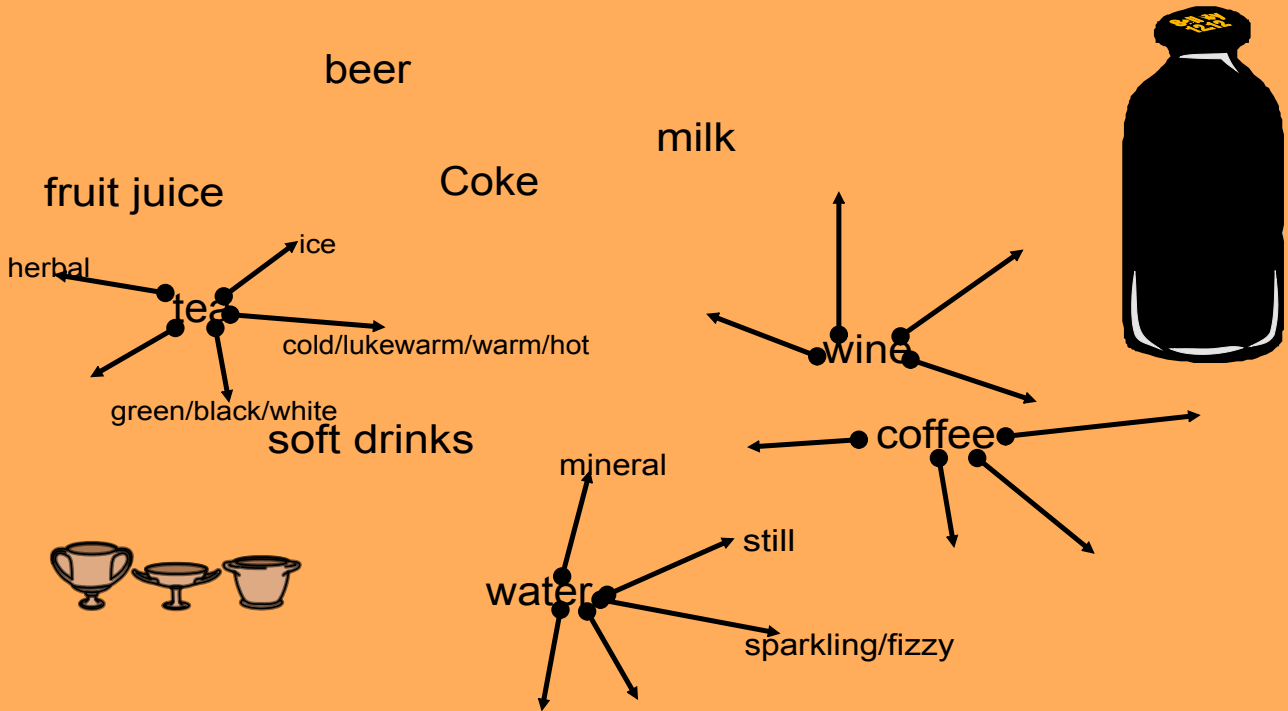 beer
milk
Coke
fruit juice
ice
herbal
tea
cold/lukewarm/warm/hot
wine
green/black/white
soft drinks
coffee
mineral
still
water
sparkling/fizzy